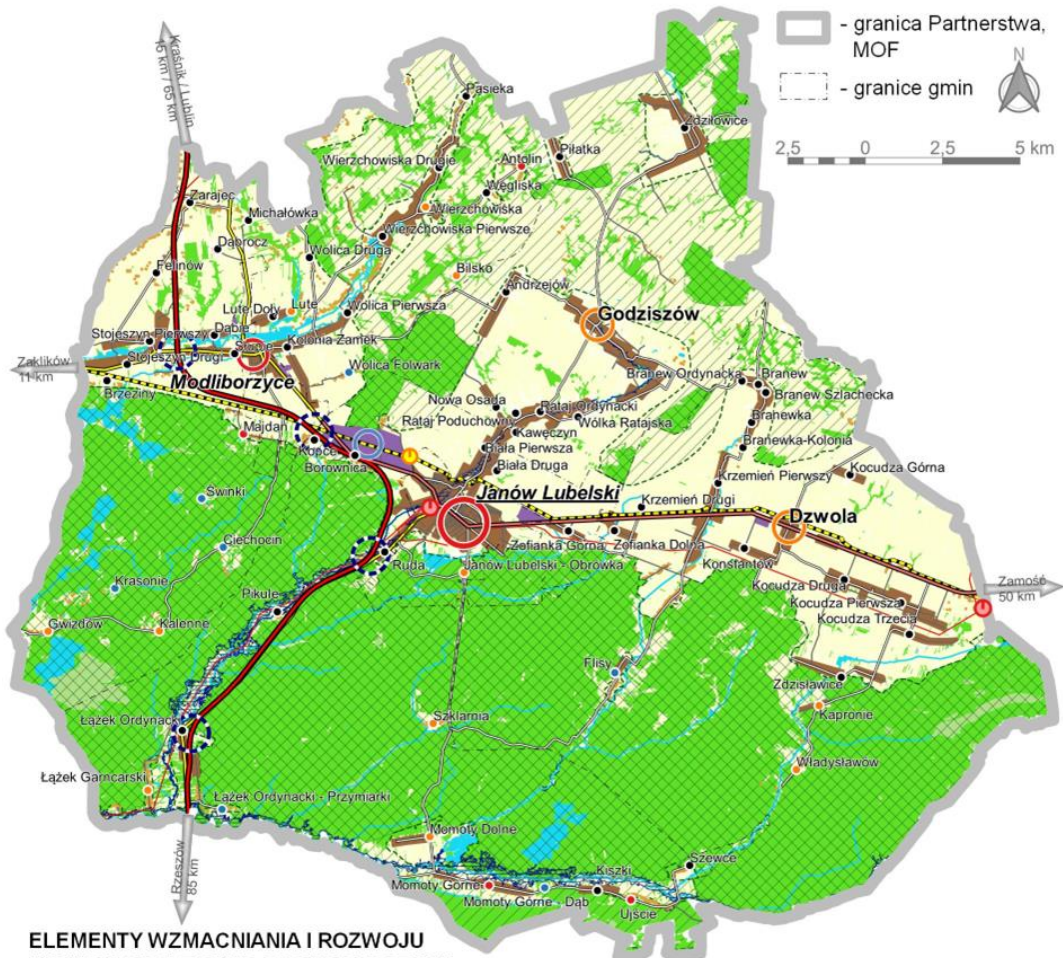 - granica Partnerstwa,
MOF
- granice gmin
N
2,5 0 2,5 5 km
Kraśnik / Lublin
16 km / 65 km
Pasieka
Zdziłowice
Piłatka
Wierzchowiska Drugie
Antolin
Węgliska
Zarajec
Wierzchowiska
Michałówka
Wierzchowiska Pierwsze
Dąbrocz
Wolica Druga
Felinów
Bilsko
Andrzejów
Lute Doły
Lute
Wolica Pierwsza
Godziszów
Stojeszyn Pierwszy
Dąbie
Kolonia Zamek
Zaklików
11 km
Stojeszyn Drugi
Modliborzyce
Wolica Folwark
Branew Ordynacka
Branew
Branew Szlachecka
Brzeziny
Nowa Osada
Rataj Ordynacki
Rataj Poduchowny
Wólka Ratajska
Branewka
Majdan
Kawęczyn
Kopce
Biała Pierwsza
Branewka-Kolonia
Borownica
Biała Druga
Krzemień Pierwszy
Kocudza Górna
Świnki
Janów Lubelski
Krzemień Drugi
Dzwola
Ciechocin
Zofianka Górna
Zofianka Dolna
Konstantów
Ruda
Janów Lubelski - Obrówka
Krasonie
Kocudza Druga
Zamość
50 km
Pikule
Kocudza Pierwsza
Gwizdów
Kalenne
Kocudza Trzecia
Flisy
Zdzisławice
Łążek Ordynacki
Szklarnia
Kapronie
Władysławów
Łążek Garncarski
Łążek Ordynacki - Przymiarki
Momoty Dolne
Rzeszów
85 km
Szewce
Kiszki
Momoty Górne
Momoty Górne - Dąb
Ujście
ELEMENTY WZMACNIANIA I ROZWOJU